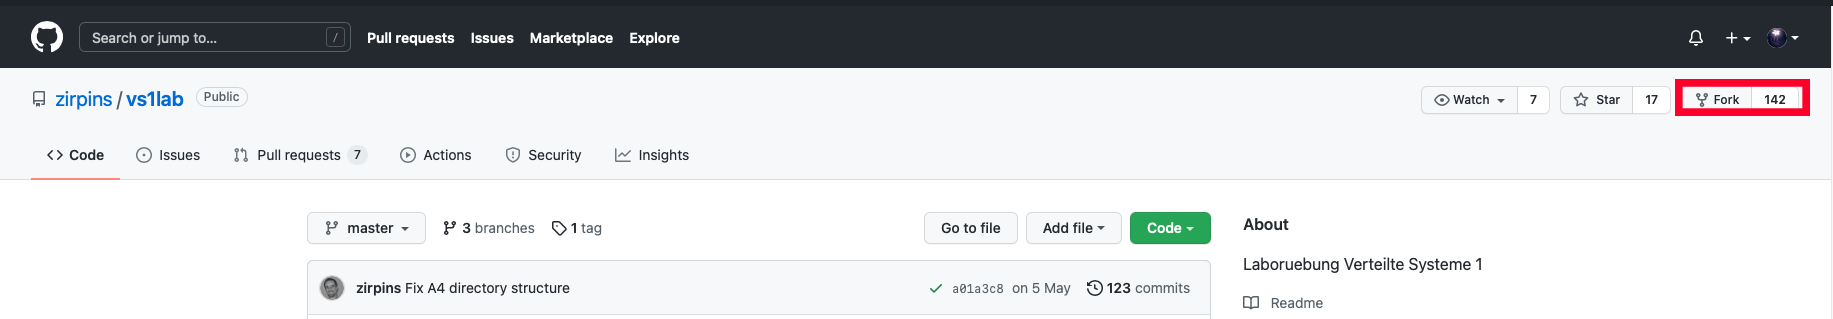 Search or jump to... / Pull requests Issues Marketplace Explore
zirpins / vs1lab Public Watch 7 Star 17 Fork 142
Code Issues Pull requests 7 Actions Security Insights
master 3 branches 1 tag Go to file Add file Code About
Laboruebung Verteilte Systeme 1
zirpins Fix A4 directory structure a01a3c8 on 5 May 123 commits
Readme